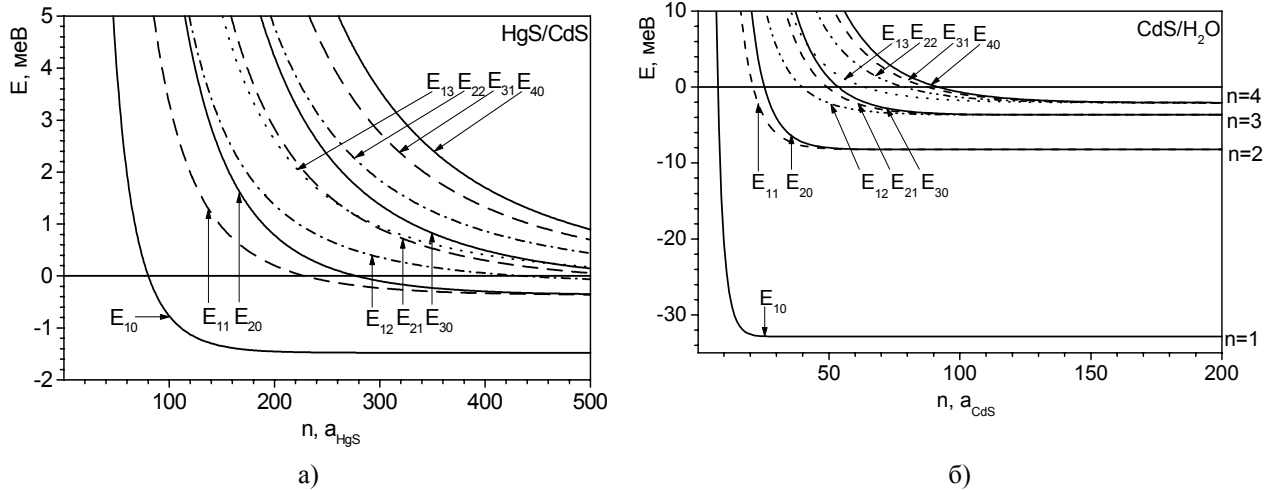 5
4
3
2
1
0
-1
-2
E, меВ
HgS/CdS
E₁₃ E₂₂ E₃₁ E₄₀
E₁₀
E₁₁ E₂₀
E₁₂ E₂₁ E₃₀
100 200 300 400 500
n, a_HgS
а)
10
0
-10
-20
-30
E, меВ
CdS/H₂O
E₁₃ E₂₂ E₃₁ E₄₀
n=4
n=3
n=2
E₁₁ E₂₀
E₁₂ E₂₁ E₃₀
E₁₀
n=1
50 100 150 200
n, a_CdS
б)